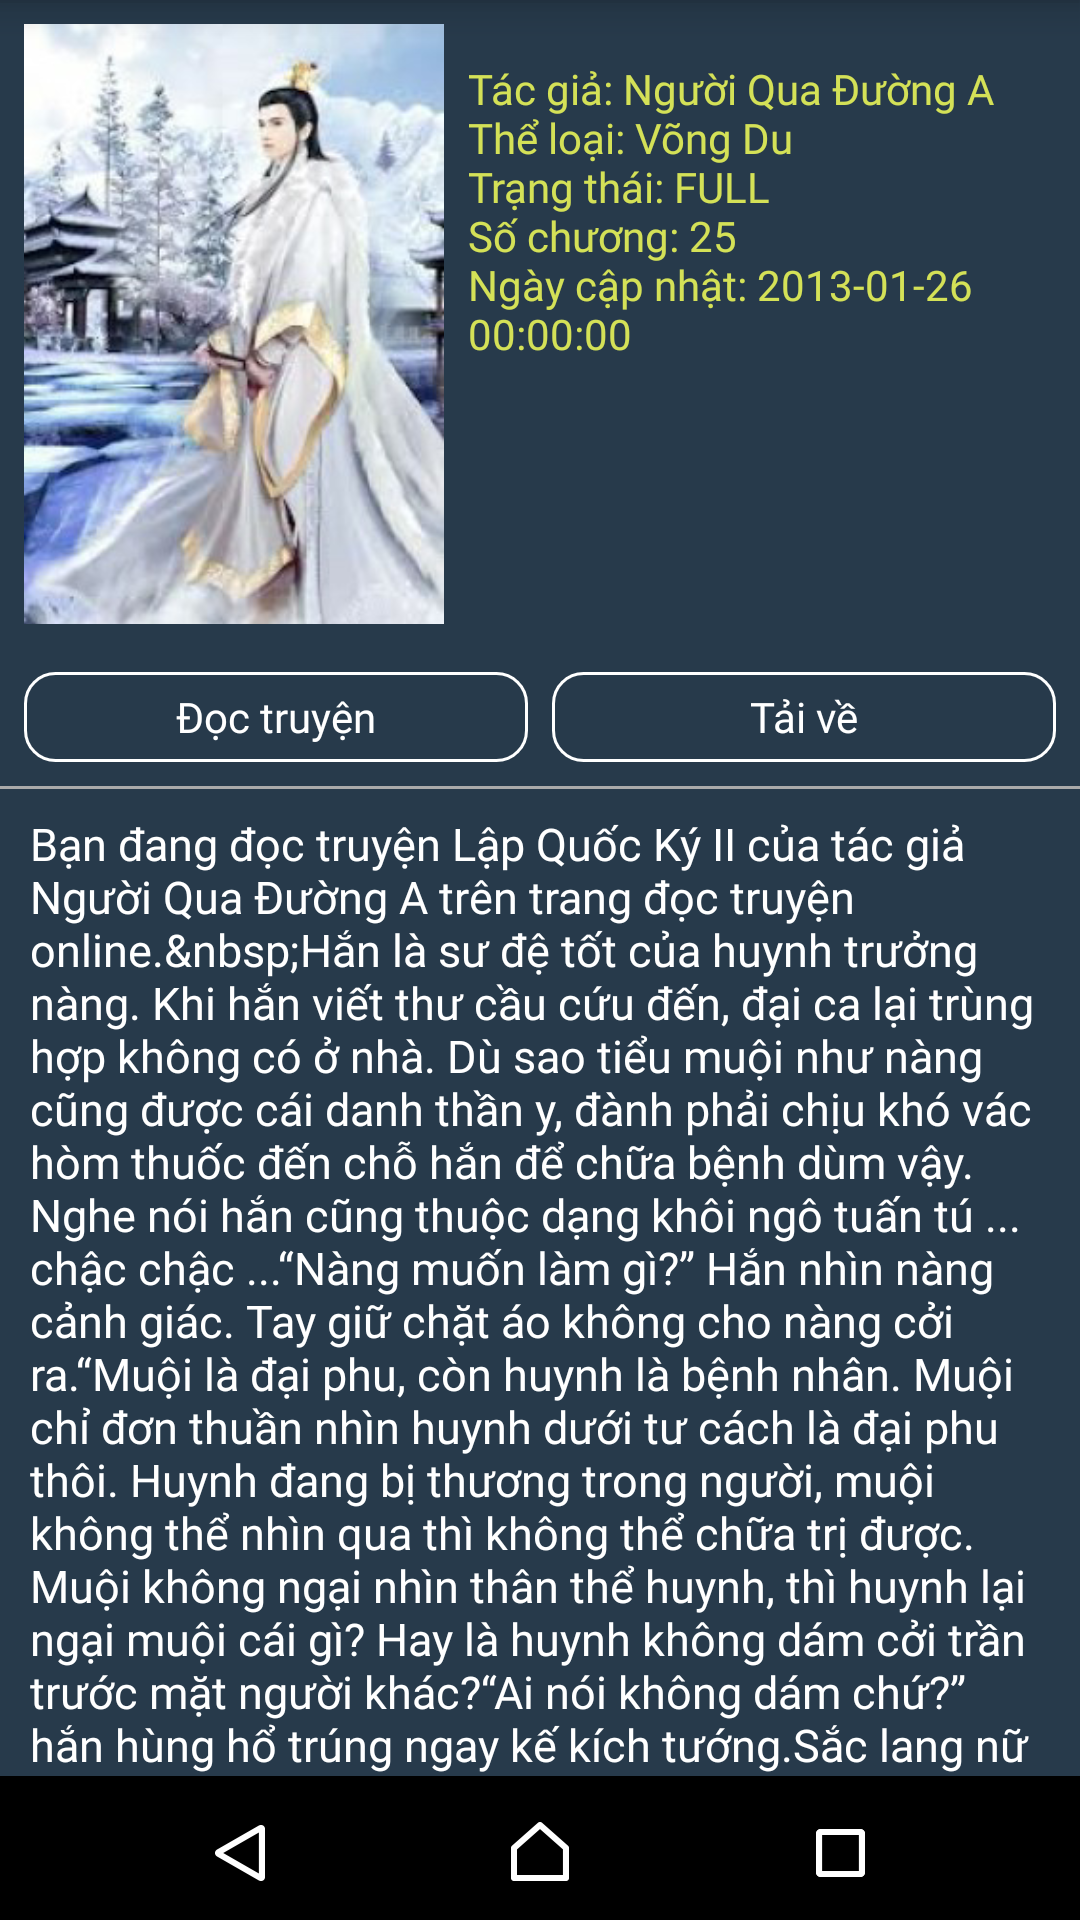 Tác giả: Người Qua Đường A
Thể loại: Võng Du
Trạng thái: FULL
Số chương: 25
Ngày cập nhật: 2013-01-26
00:00:00
Đọc truyện
Tải về
Bạn đang đọc truyện Lập Quốc Ký II của tác giả
Người Qua Đường A trên trang đọc truyện
online.&nbsp;Hắn là sư đệ tốt của huynh trưởng
nàng. Khi hắn viết thư cầu cứu đến, đại ca lại trùng
hợp không có ở nhà. Dù sao tiểu muội như nàng
cũng được cái danh thần y, đành phải chịu khó vác
hòm thuốc đến chỗ hắn để chữa bệnh dùm vậy.
Nghe nói hắn cũng thuộc dạng khôi ngô tuấn tú ...
chậc chậc ...“Nàng muốn làm gì?” Hắn nhìn nàng
cảnh giác. Tay giữ chặt áo không cho nàng cởi
ra.“Muội là đại phu, còn huynh là bệnh nhân. Muội
chỉ đơn thuần nhìn huynh dưới tư cách là đại phu
thôi. Huynh đang bị thương trong người, muội
không thể nhìn qua thì không thể chữa trị được.
Muội không ngại nhìn thân thể huynh, thì huynh lại
ngại muội cái gì? Hay là huynh không dám cởi trần
trước mặt người khác?“Ai nói không dám chứ?”
hắn hùng hổ trúng ngay kế kích tướng.Sắc lang nữ